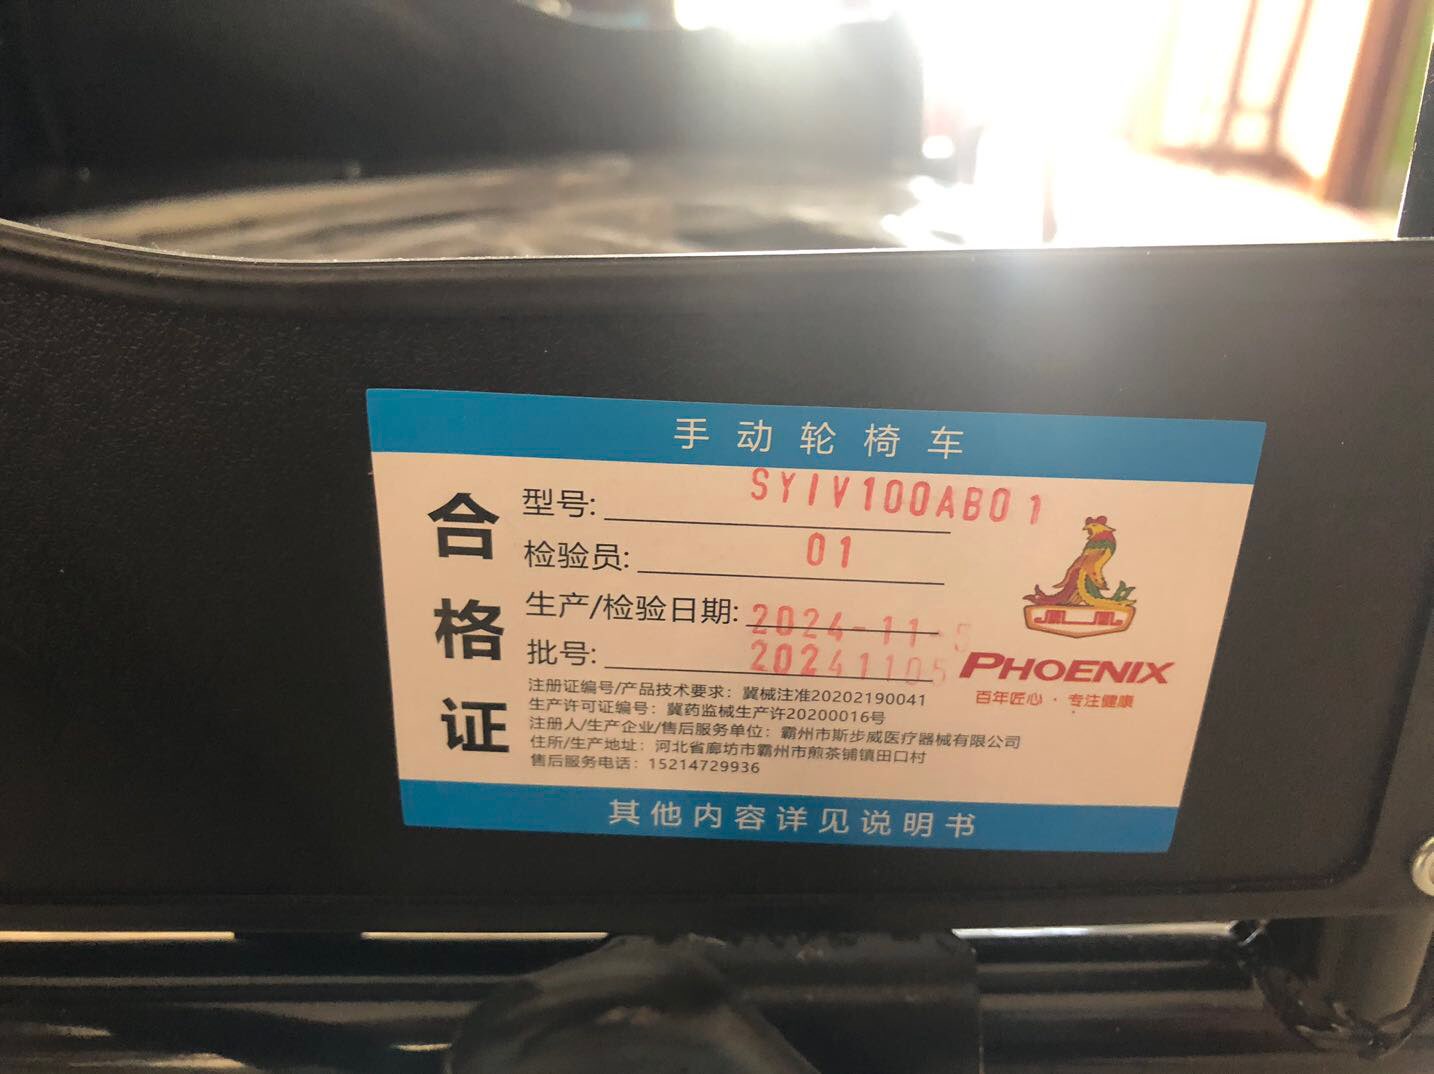 手动轮椅车
合格证
型号: SYIV100AB01
检验员: 01
生产/检验日期: 2024-11-5
批号: 20241105
注册证编号/产品技术要求：冀械注准20202190041
生产许可证编号：冀药监械生产许20200016号
注册人/生产企业/售后服务单位：霸州市斯步威医疗器械有限公司
住所/生产地址：河北省廊坊市霸州市煎茶铺镇田口村
售后服务电话：15214729936
PHOENIX
百年匠心·专注健康
其他内容详见说明书